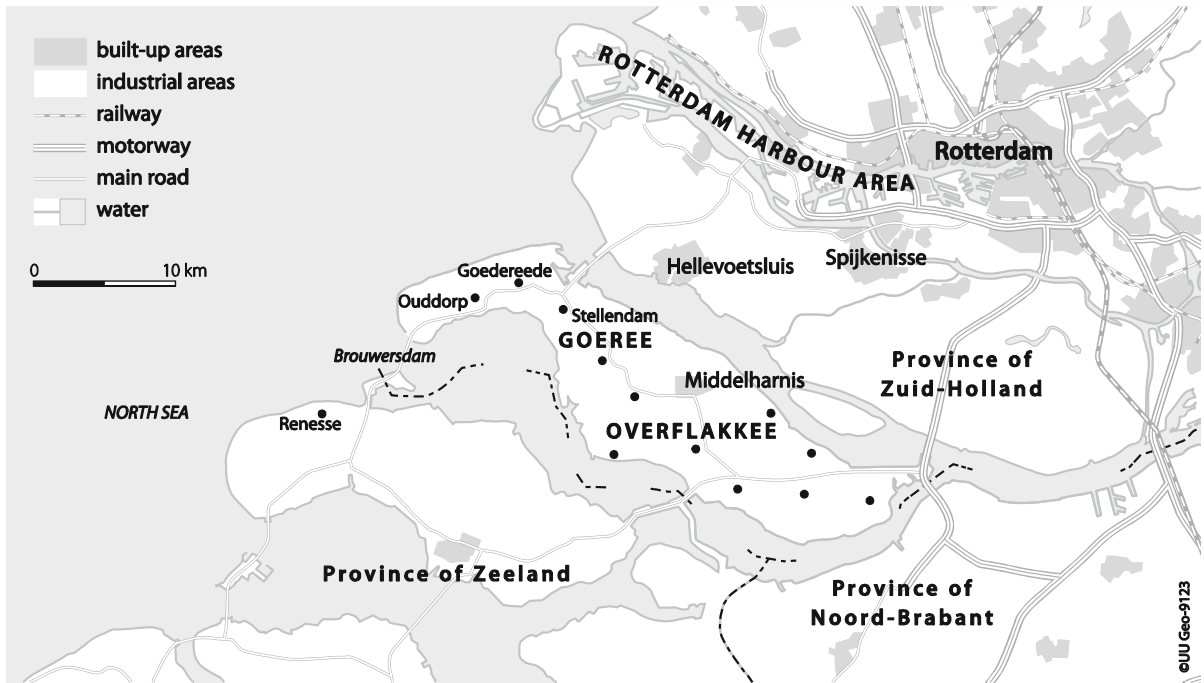 built-up areas
industrial areas
railway
motorway
main road
water
0 10 km
ROTTERDAM HARBOUR AREA
Rotterdam
Hellevoetsluis
Spijkenisse
Goedereede
Ouddorp
Stellendam
GOEREE
Brouwersdam
Middelharnis
Province of
Zuid-Holland
NORTH SEA
Renesse
OVERFLAKKEE
Province of Zeeland
Province of
Noord-Brabant
©UU Geo-9123